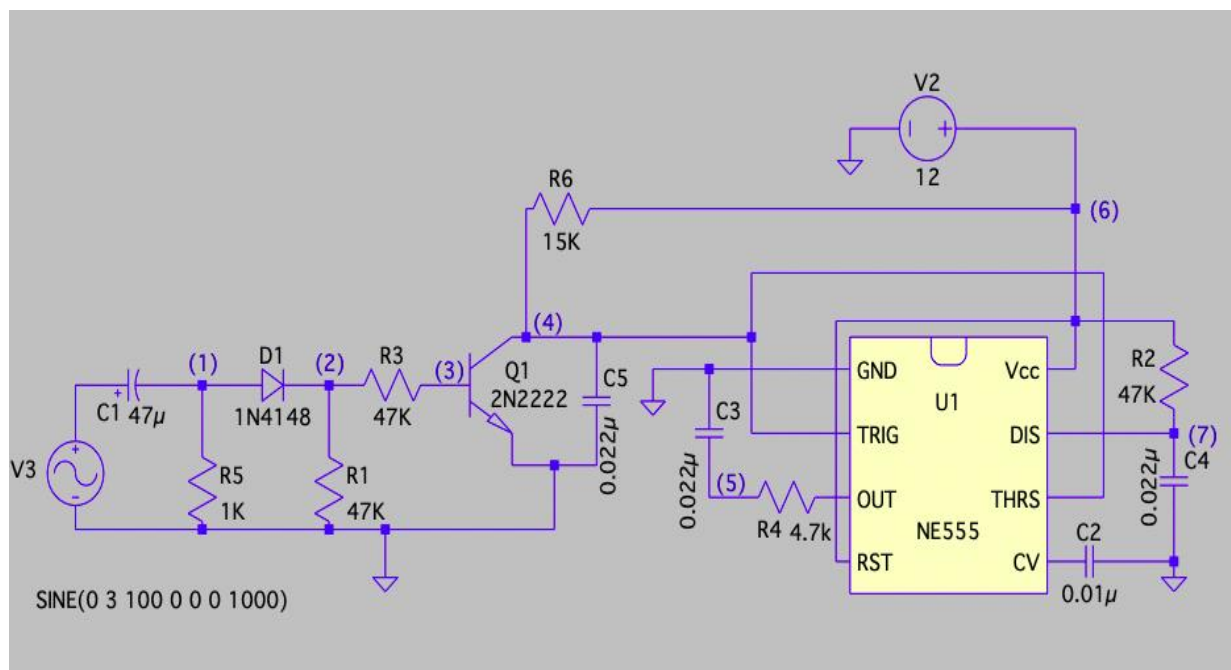 V2
12
R6
15K
(6)
(4)
(1)
D1
(2)
R3
(3)
Q1
2N2222
C5
0.022µ
C1
47µ
+
1N4148
47K
V3
+
-
R5
1K
R1
47K
C3
0.022µ
(5)
R4
4.7k
GND
Vcc
U1
TRIG
DIS
OUT
THRS
NE555
RST
CV
R2
47K
(7)
C4
0.022µ
C2
0.01µ
SINE(0 3 100 0 0 0 1000)